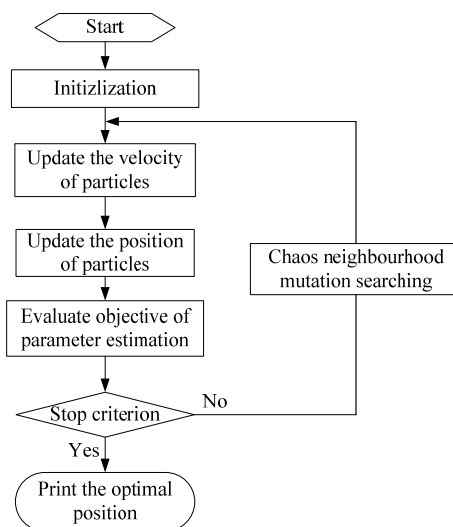 Start
Initizlization
Update the velocity
of particles
Update the position
of particles
Chaos neighbourhood
mutation searching
Evaluate objective of
parameter estimation
Stop criterion
No
Yes
Print the optimal
position